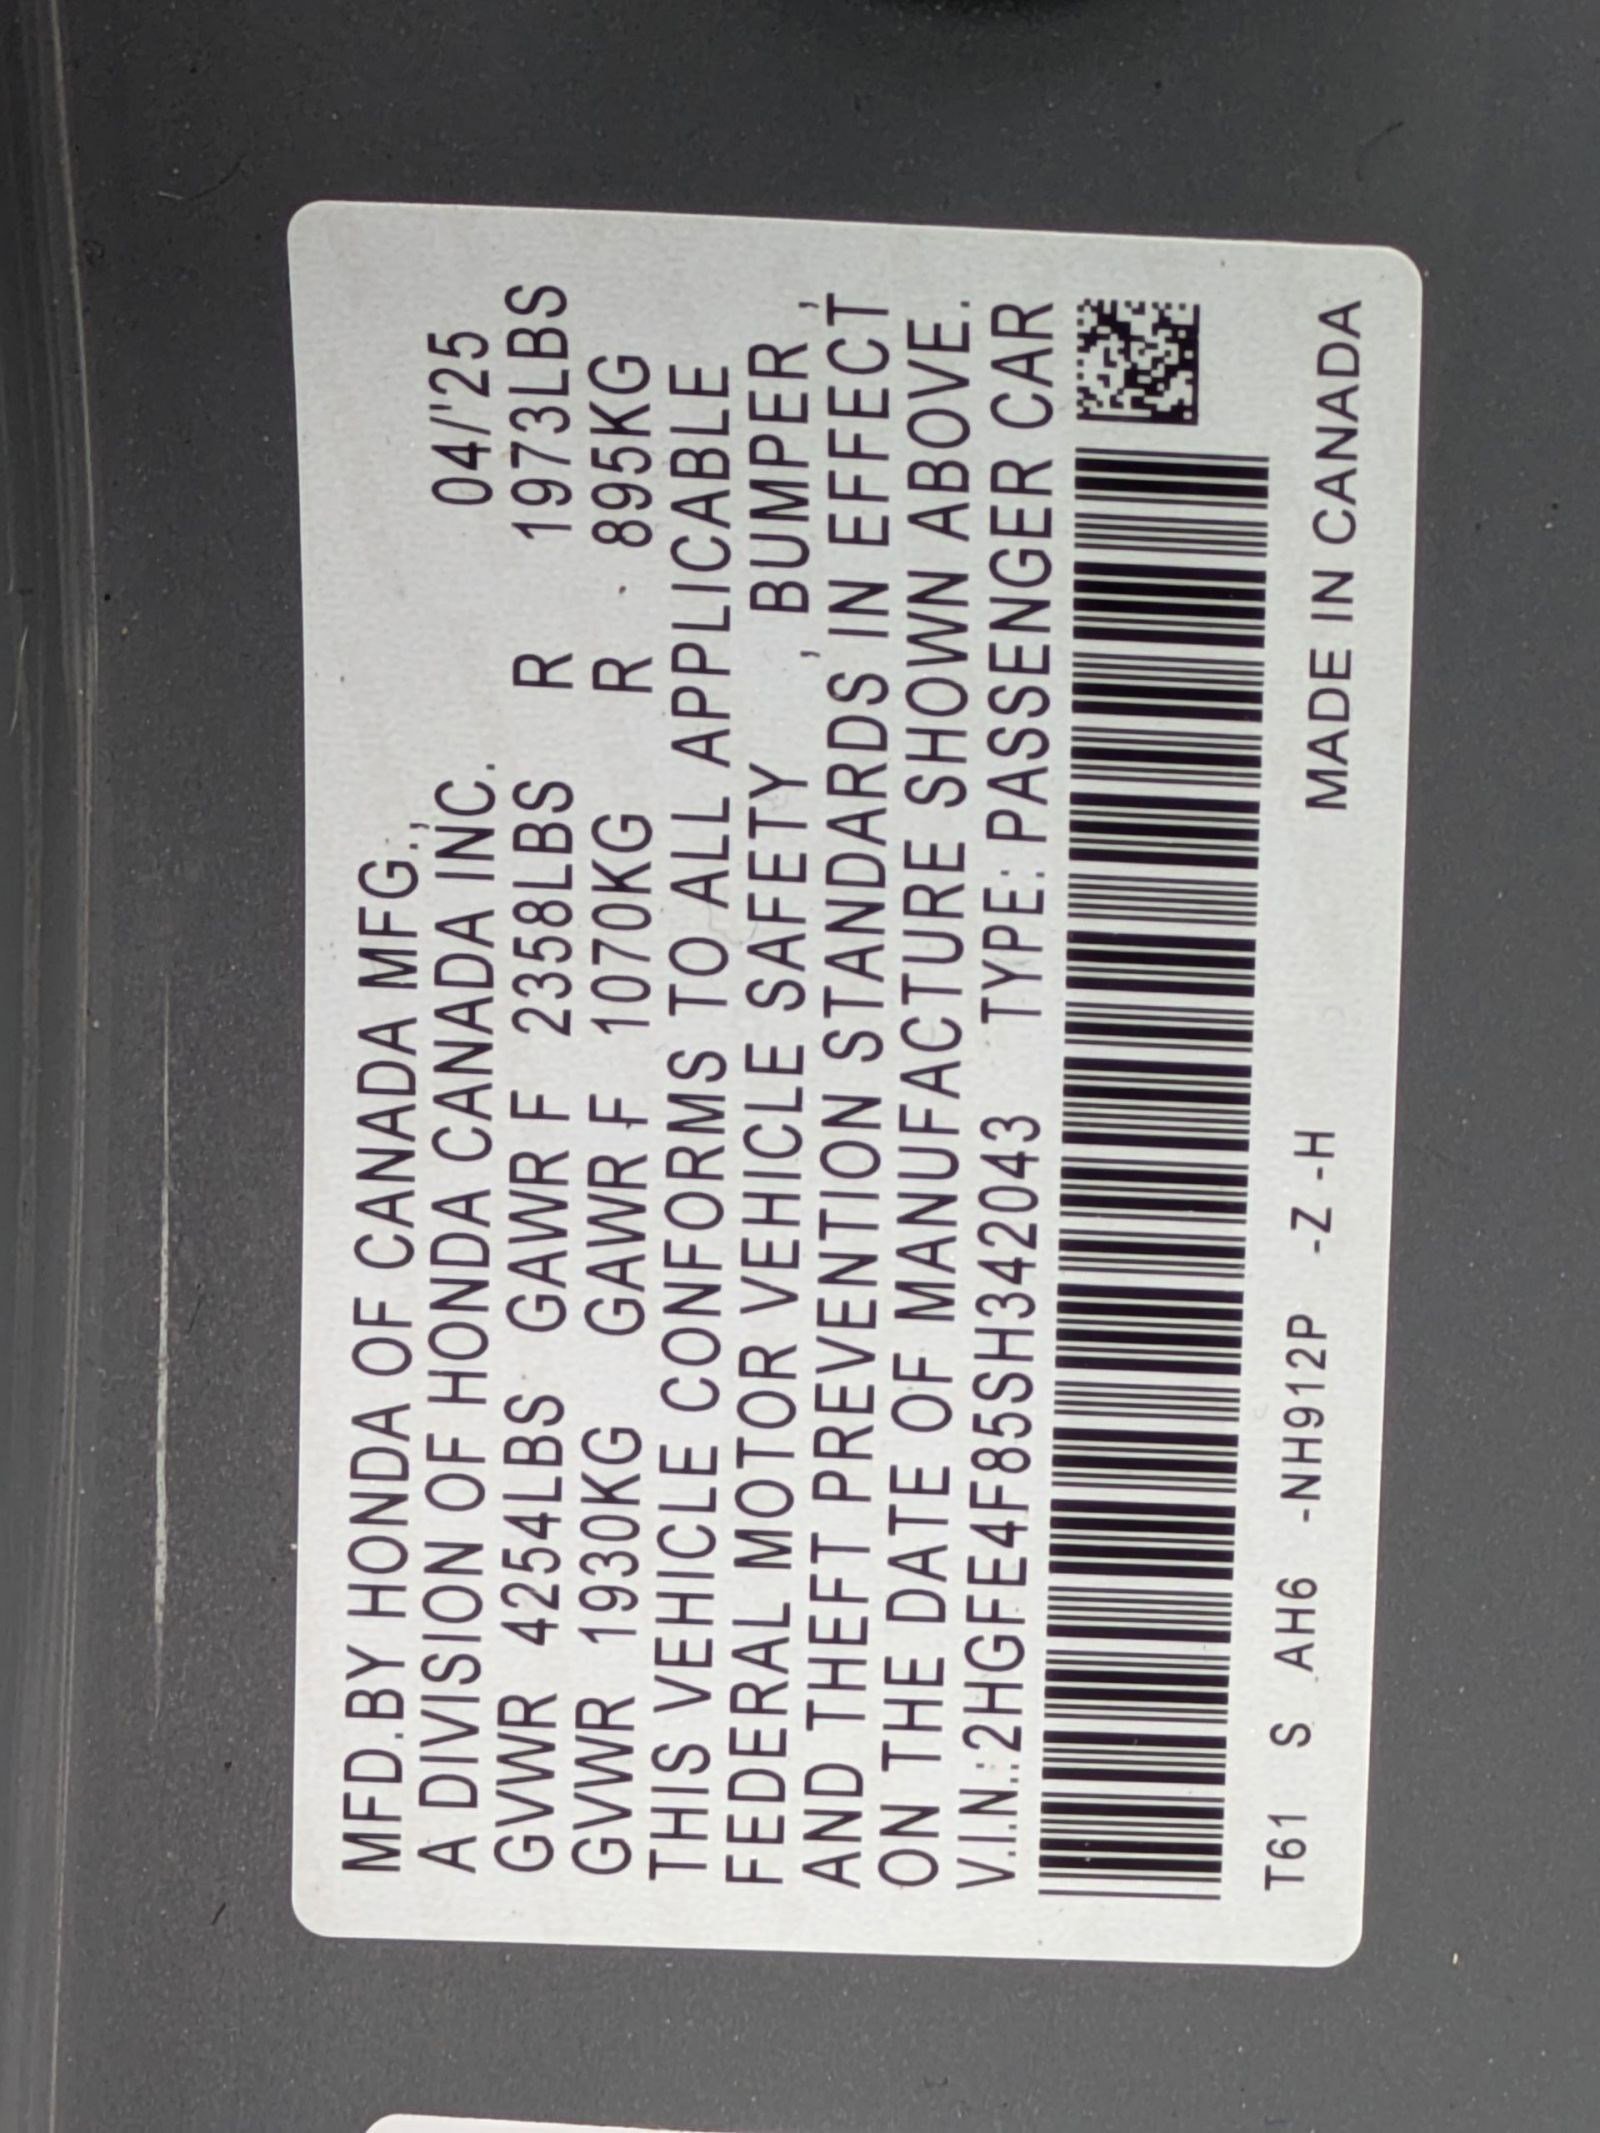 MFD.BY HONDA OF CANADA MFG.,
A DIVISION OF HONDA CANADA INC. 04/'25
GVWR 4254LBS GAWR F 2358LBS R 1973LBS
GVWR 1930KG GAWR F 1070KG R 895KG
THIS VEHICLE CONFORMS TO ALL APPLICABLE
FEDERAL MOTOR VEHICLE SAFETY , BUMPER ,
AND THEFT PREVENTION STANDARDS IN EFFECT
ON THE DATE OF MANUFACTURE SHOWN ABOVE.
V.I.N.:2HGFE4F85SH342043 TYPE: PASSENGER CAR
T61 S AH6 -NH912P -Z -H MADE IN CANADA